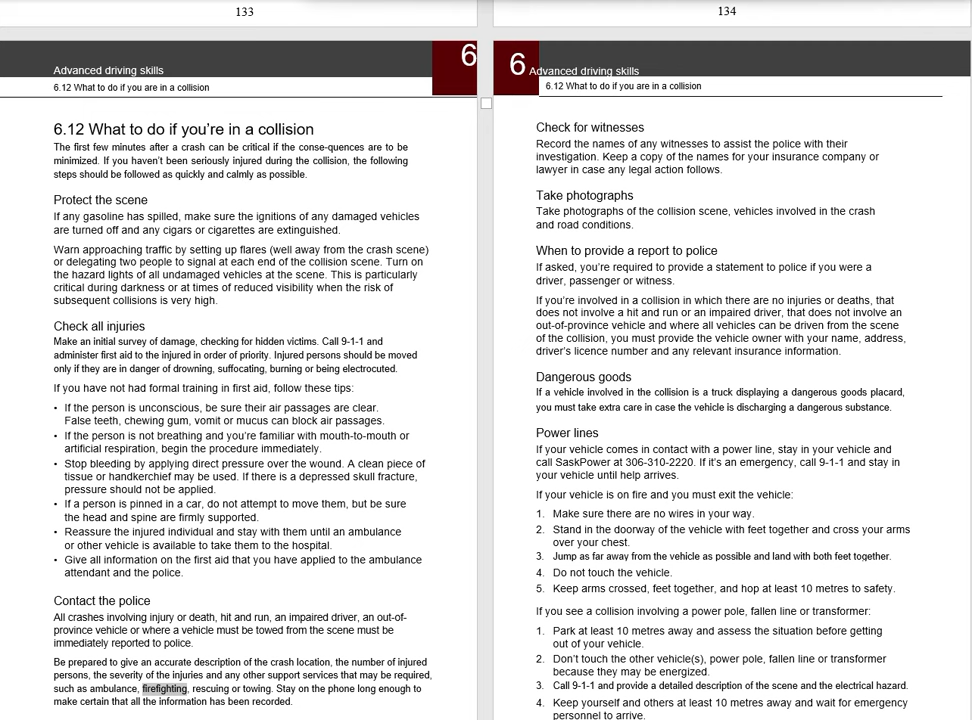 133
Advanced driving skills
6
6.12 What to do if you are in a collision
6.12 What to do if you’re in a collision
The first few minutes after a crash can be critical if the conse-quences are to be
minimized. If you haven’t been seriously injured during the collision, the following
steps should be followed as quickly and calmly as possible.
Protect the scene
If any gasoline has spilled, make sure the ignitions of any damaged vehicles
are turned off and any cigars or cigarettes are extinguished.
Warn approaching traffic by setting up flares (well away from the crash scene)
or delegating two people to signal at each end of the collision scene. Turn on
the hazard lights of all undamaged vehicles at the scene. This is particularly
critical during darkness or at times of reduced visibility when the risk of
subsequent collisions is very high.
Check all injuries
Make an initial survey of damage, checking for hidden victims. Call 9-1-1 and
administer first aid to the injured in order of priority. Injured persons should be moved
only if they are in danger of drowning, suffocating, burning or being electrocuted.
If you have not had formal training in first aid, follow these tips:
• If the person is unconscious, be sure their air passages are clear.
False teeth, chewing gum, vomit or mucus can block air passages.
• If the person is not breathing and you’re familiar with mouth-to-mouth or
artificial respiration, begin the procedure immediately.
• Stop bleeding by applying direct pressure over the wound. A clean piece of
tissue or handkerchief may be used. If there is a depressed skull fracture,
pressure should not be applied.
• If a person is pinned in a car, do not attempt to move them, but be sure
the head and spine are firmly supported.
• Reassure the injured individual and stay with them until an ambulance
or other vehicle is available to take them to the hospital.
• Give all information on the first aid that you have applied to the ambulance
attendant and the police.
Contact the police
All crashes involving injury or death, hit and run, an impaired driver, an out-of-
province vehicle or where a vehicle must be towed from the scene must be
immediately reported to police.
Be prepared to give an accurate description of the crash location, the number of injured
persons, the severity of the injuries and any other support services that may be required,
such as ambulance, firefighting, rescuing or towing. Stay on the phone long enough to
make certain that all the information has been recorded.
134
6 Advanced driving skills
6.12 What to do if you are in a collision
Check for witnesses
Record the names of any witnesses to assist the police with their
investigation. Keep a copy of the names for your insurance company or
lawyer in case any legal action follows.
Take photographs
Take photographs of the collision scene, vehicles involved in the crash
and road conditions.
When to provide a report to police
If asked, you’re required to provide a statement to police if you were a
driver, passenger or witness.
If you’re involved in a collision in which there are no injuries or deaths, that
does not involve a hit and run or an impaired driver, that does not involve an
out-of-province vehicle and where all vehicles can be driven from the scene
of the collision, you must provide the vehicle owner with your name, address,
driver’s licence number and any relevant insurance information.
Dangerous goods
If a vehicle involved in the collision is a truck displaying a dangerous goods placard,
you must take extra care in case the vehicle is discharging a dangerous substance.
Power lines
If your vehicle comes in contact with a power line, stay in your vehicle and
call SaskPower at 306-310-2220. If it’s an emergency, call 9-1-1 and stay in
your vehicle until help arrives.
If your vehicle is on fire and you must exit the vehicle:
1. Make sure there are no wires in your way.
2. Stand in the doorway of the vehicle with feet together and cross your arms
over your chest.
3. Jump as far away from the vehicle as possible and land with both feet together.
4. Do not touch the vehicle.
5. Keep arms crossed, feet together, and hop at least 10 metres to safety.
If you see a collision involving a power pole, fallen line or transformer:
1. Park at least 10 metres away and assess the situation before getting
out of your vehicle.
2. Don’t touch the other vehicle(s), power pole, fallen line or transformer
because they may be energized.
3. Call 9-1-1 and provide a detailed description of the scene and the electrical hazard.
4. Keep yourself and others at least 10 metres away and wait for emergency
personnel to arrive.